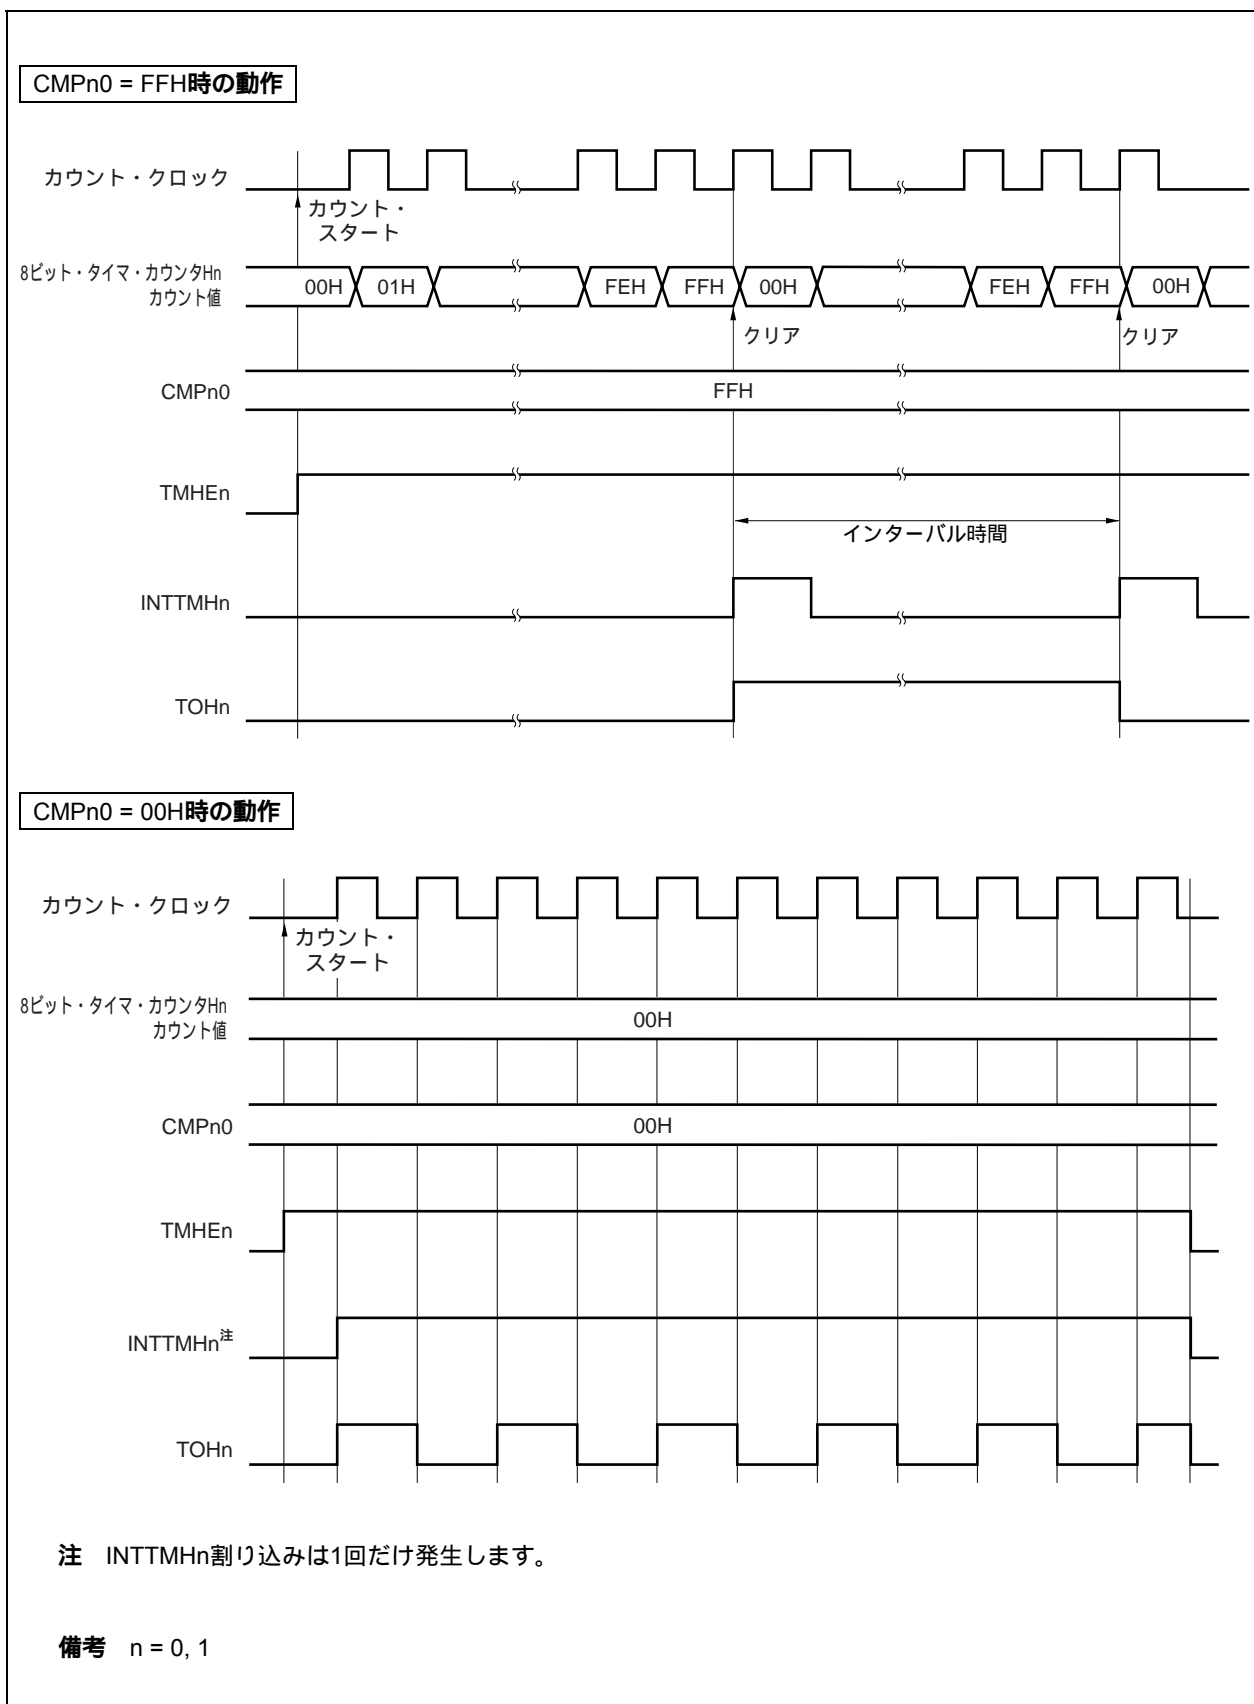 CMPn0 = FFH時の動作
カウント・クロック
カウント・
スタート
8ビット・タイマ・カウンタHn
カウント値
00H 01H FEH FFH 00H FEH FFH 00H
クリア クリア
CMPn0 FFH
TMHEn
インターバル時間
INTTMHn
TOHn
CMPn0 = 00H時の動作
カウント・クロック
カウント・
スタート
8ビット・タイマ・カウンタHn
カウント値
00H
CMPn0 00H
TMHEn
INTTMHn注
TOHn
注 INTTMHn割り込みは1回だけ発生します。
備考 n = 0, 1